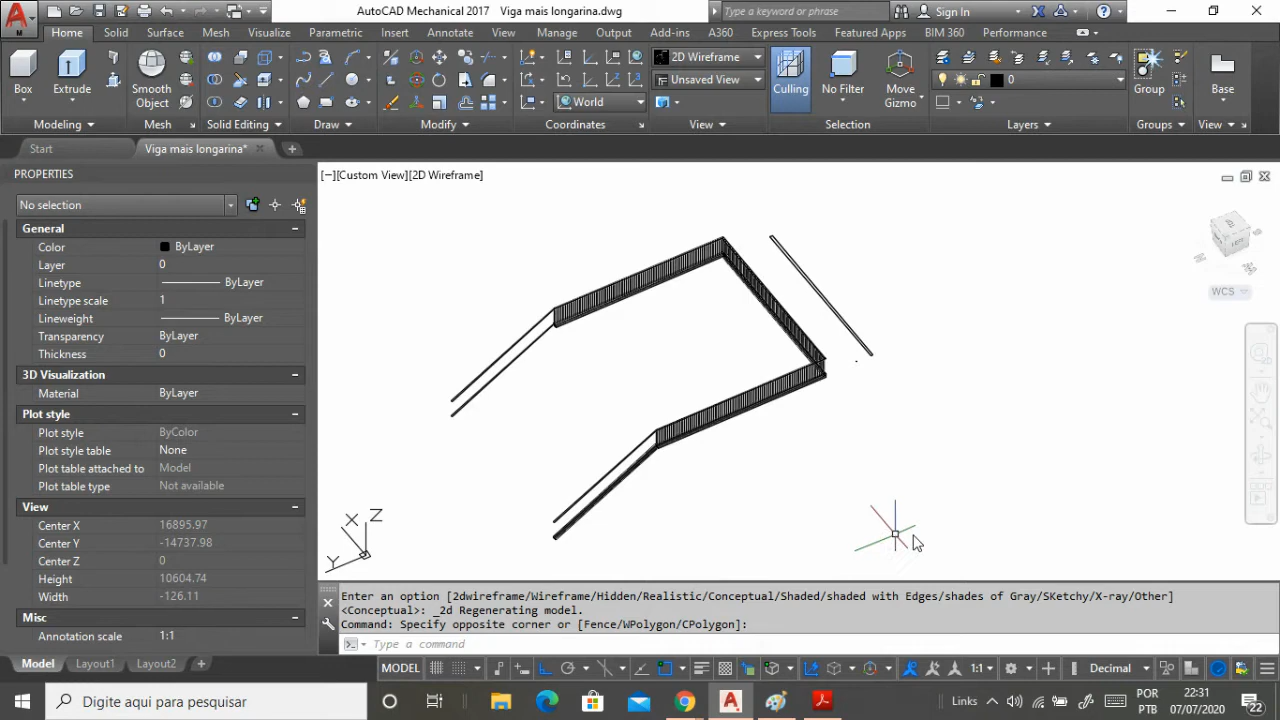 AutoCAD Mechanical 2017 Viga mais longarina.dwg
Type a keyword or phrase
Sign In
Home Solid Surface Mesh Visualize Parametric Insert Annotate View Manage Output Add-ins A360 Express Tools Featured Apps BIM 360 Performance
M
Box
Extrude
Smooth
Object
2D Wireframe
Unsaved View
World
Culling
No Filter
Move
Gizmo
0
Group
Base
Modeling Mesh Solid Editing Draw Modify Coordinates View Selection Layers Groups View
Start
Viga mais longarina*
PROPERTIES
No selection
General
Color ByLayer
Layer 0
Linetype ByLayer
Linetype scale 1
Lineweight ByLayer
Transparency ByLayer
Thickness 0
3D Visualization
Material ByLayer
Plot style
Plot style ByColor
Plot style table None
Plot table attached to Model
Plot table type Not available
View
Center X 16895.97
Center Y -14737.98
Center Z 0
Height 10604.74
Width -126.11
Misc
Annotation scale 1:1
[−][Custom View][2D Wireframe]
WCS
X
Z
Y
Enter an option [2dwireframe/Wireframe/Hidden/Realistic/Conceptual/Shaded/shaded with Edges/shades of Gray/SKetchy/X-ray/Other]
<Conceptual>: _2d Regenerating model.
Command: Specify opposite corner or [Fence/WPolygon/CPolygon]:
Type a command
Model Layout1 Layout2
MODEL
1:1
Decimal
Digite aqui para pesquisar
Links
POR
PTB
22:31
07/07/2020
22